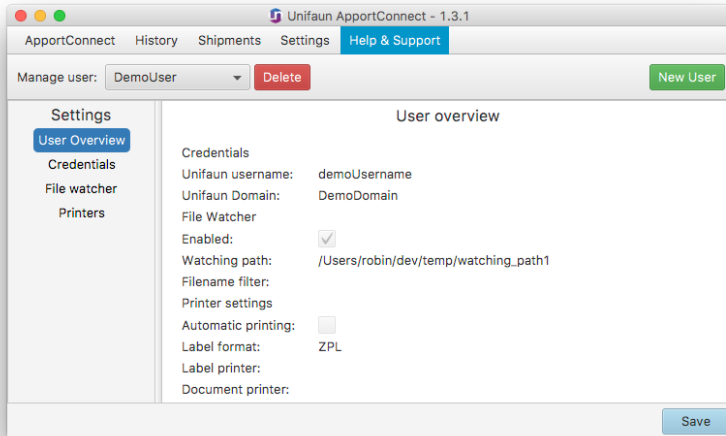 Unifaun ApportConnect - 1.3.1
ApportConnect History Shipments Settings Help & Support
Manage user: DemoUser Delete New User
Settings
User Overview
Credentials
File watcher
Printers
User overview
Credentials
Unifaun username: demoUsername
Unifaun Domain: DemoDomain
File Watcher
Enabled:
Watching path: /Users/robin/dev/temp/watching_path1
Filename filter:
Printer settings
Automatic printing:
Label format: ZPL
Label printer:
Document printer:
Save